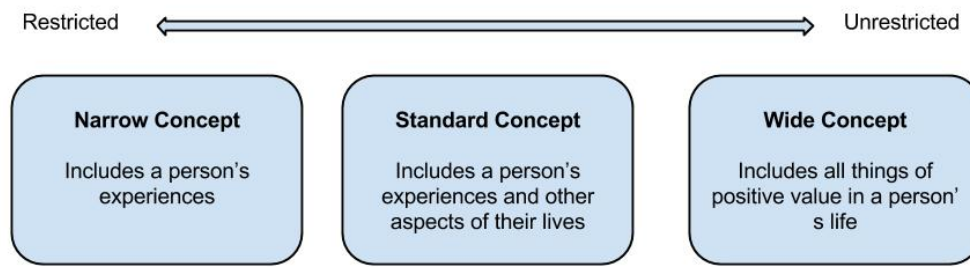 Restricted
Unrestricted
Narrow Concept
Includes a person's
experiences
Standard Concept
Includes a person's
experiences and other
aspects of their lives
Wide Concept
Includes all things of
positive value in a person'
s life